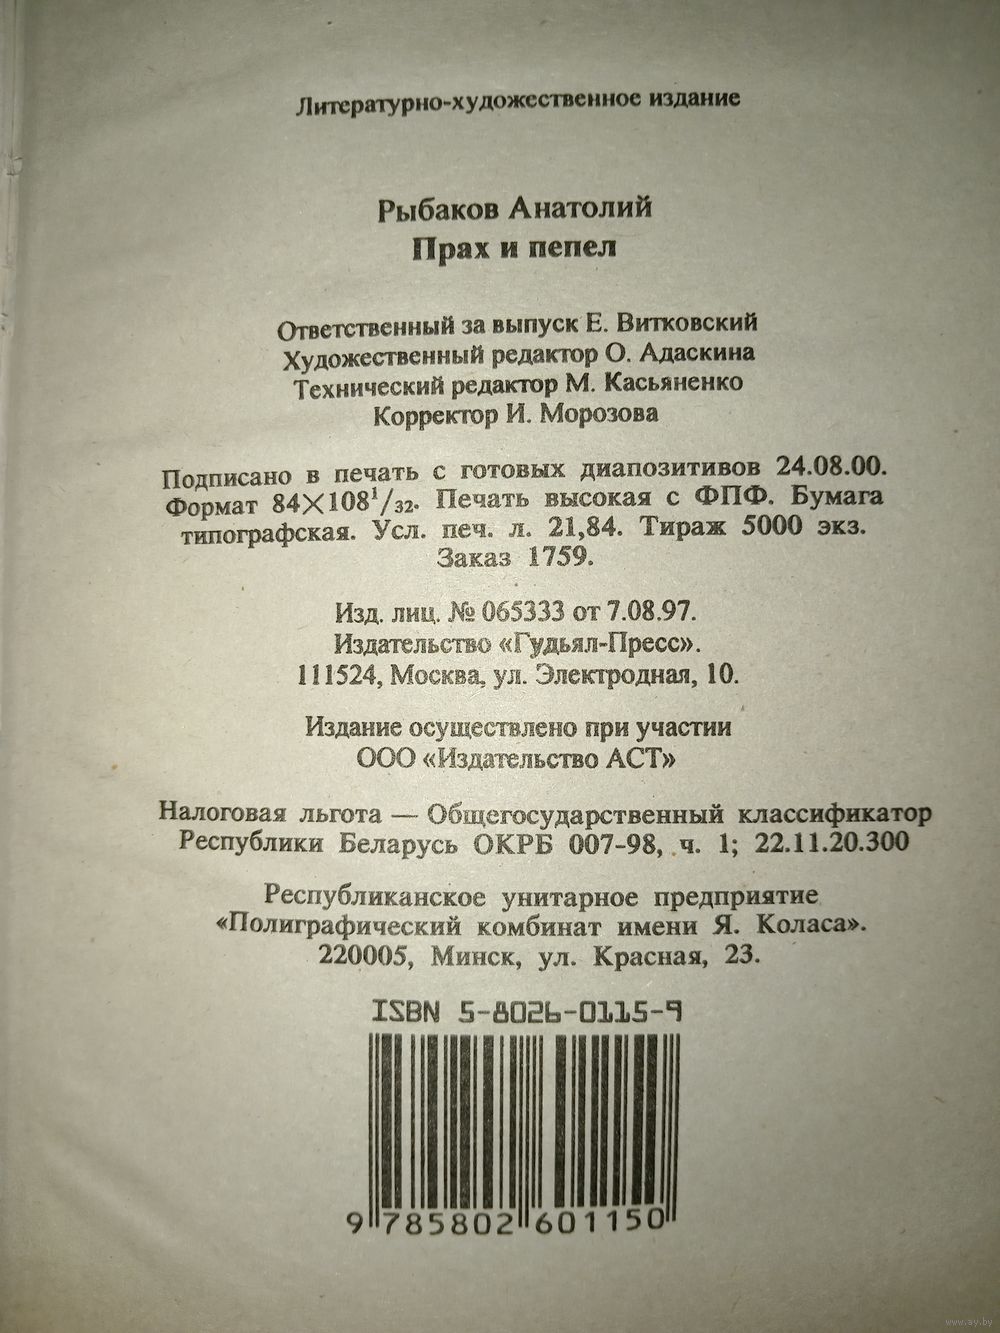 Литературно-художественное издание
Рыбаков Анатолий
Прах и пепел
Ответственный за выпуск Е. Витковский
Художественный редактор О. Адаскина
Технический редактор М. Касьяненко
Корректор И. Морозова
Подписано в печать с готовых диапозитивов 24.08.00.
Формат 84×108¹/₃₂. Печать высокая с ФПФ. Бумага
типографская. Усл. печ. л. 21,84. Тираж 5000 экз.
Заказ 1759.
Изд. лиц. № 065333 от 7.08.97.
Издательство «Гудьял-Пресс».
111524, Москва, ул. Электродная, 10.
Издание осуществлено при участии
ООО «Издательство АСТ»
Налоговая льгота — Общегосударственный классификатор
Республики Беларусь ОКРБ 007-98, ч. 1; 22.11.20.300
Республиканское унитарное предприятие
«Полиграфический комбинат имени Я. Коласа».
220005, Минск, ул. Красная, 23.
ISBN 5-8026-0115-9
9 785802 601150
www.ay.by